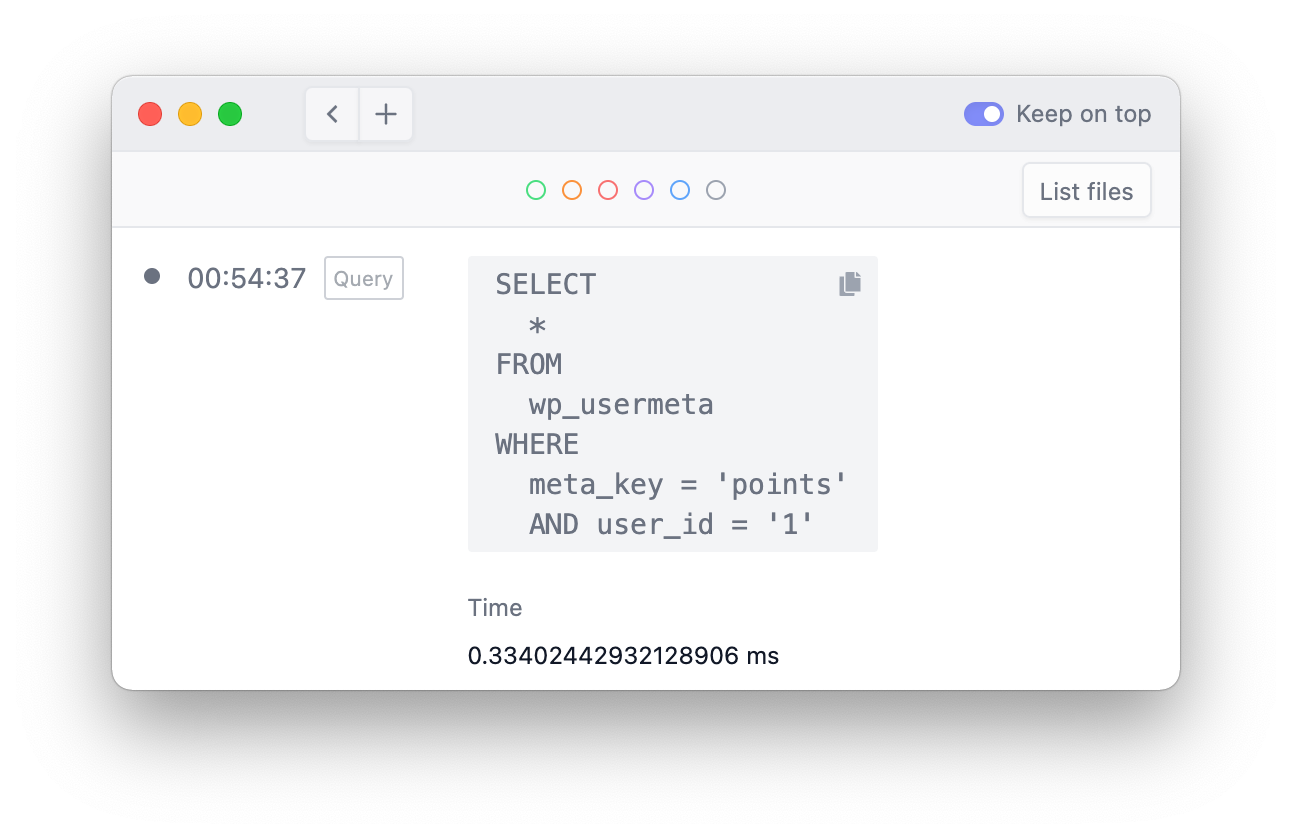 Keep on top
List files
00:54:37 Query
SELECT
*
FROM
wp_usermeta
WHERE
meta_key = 'points'
AND user_id = '1'
Time
0.33402442932128906 ms